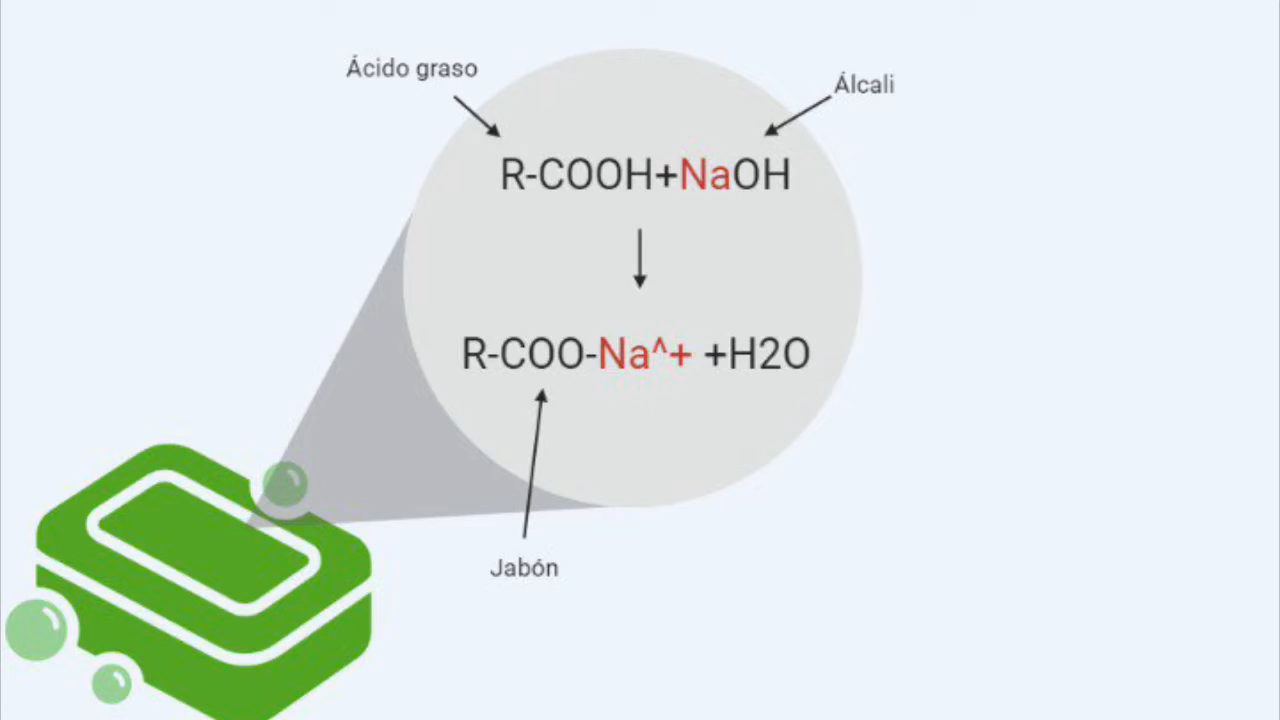 Ácido graso
Álcali
R-COOH+NaOH
R-COO-Na^+ +H2O
Jabón